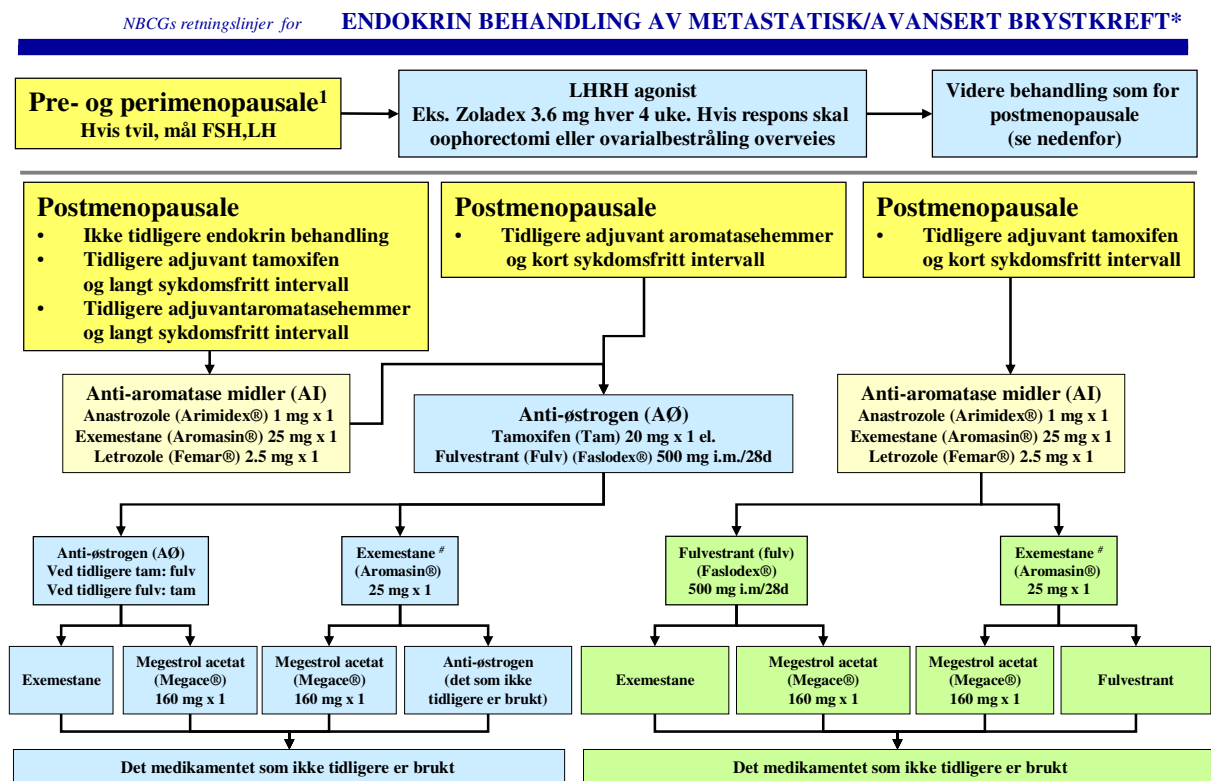 NBCGs retningslinjer for ENDOKRIN BEHANDLING AV METASTATISK/AVANSERT BRYSTKREFT*
Pre- og perimenopausale¹
Hvis tvil, mål FSH,LH
LHRH agonist
Eks. Zoladex 3.6 mg hver 4 uke. Hvis respons skal
oophorectomi eller ovarialbestråling overveies
Videre behandling som for
postmenopausale
(se nedenfor)
Postmenopausale
• Ikke tidligere endokrin behandling
• Tidligere adjuvant tamoxifen
og langt sykdomsfritt intervall
• Tidligere adjuvantaromatasehemmer
og langt sykdomsfritt intervall
Postmenopausale
• Tidligere adjuvant aromatasehemmer
og kort sykdomsfritt intervall
Postmenopausale
• Tidligere adjuvant tamoxifen
og kort sykdomsfritt intervall
Anti-aromatase midler (AI)
Anastrozole (Arimidex®) 1 mg x 1
Exemestane (Aromasin®) 25 mg x 1
Letrozole (Femar®) 2.5 mg x 1
Anti-østrogen (AØ)
Tamoxifen (Tam) 20 mg x 1 el.
Fulvestrant (Fulv) (Faslodex®) 500 mg i.m./28d
Anti-aromatase midler (AI)
Anastrozole (Arimidex®) 1 mg x 1
Exemestane (Aromasin®) 25 mg x 1
Letrozole (Femar®) 2.5 mg x 1
Anti-østrogen (AØ)
Ved tidligere tam: fulv
Ved tidligere fulv: tam
Exemestane #
(Aromasin®)
25 mg x 1
Fulvestrant (fulv)
(Faslodex®)
500 mg i.m/28d
Exemestane #
(Aromasin®)
25 mg x 1
Exemestane
Megestrol acetat
(Megace®)
160 mg x 1
Megestrol acetat
(Megace®)
160 mg x 1
Anti-østrogen
(det som ikke
tidligere er brukt)
Exemestane
Megestrol acetat
(Megace®)
160 mg x 1
Megestrol acetat
(Megace®)
160 mg x 1
Fulvestrant
Det medikamentet som ikke tidligere er brukt
Det medikamentet som ikke tidligere er brukt